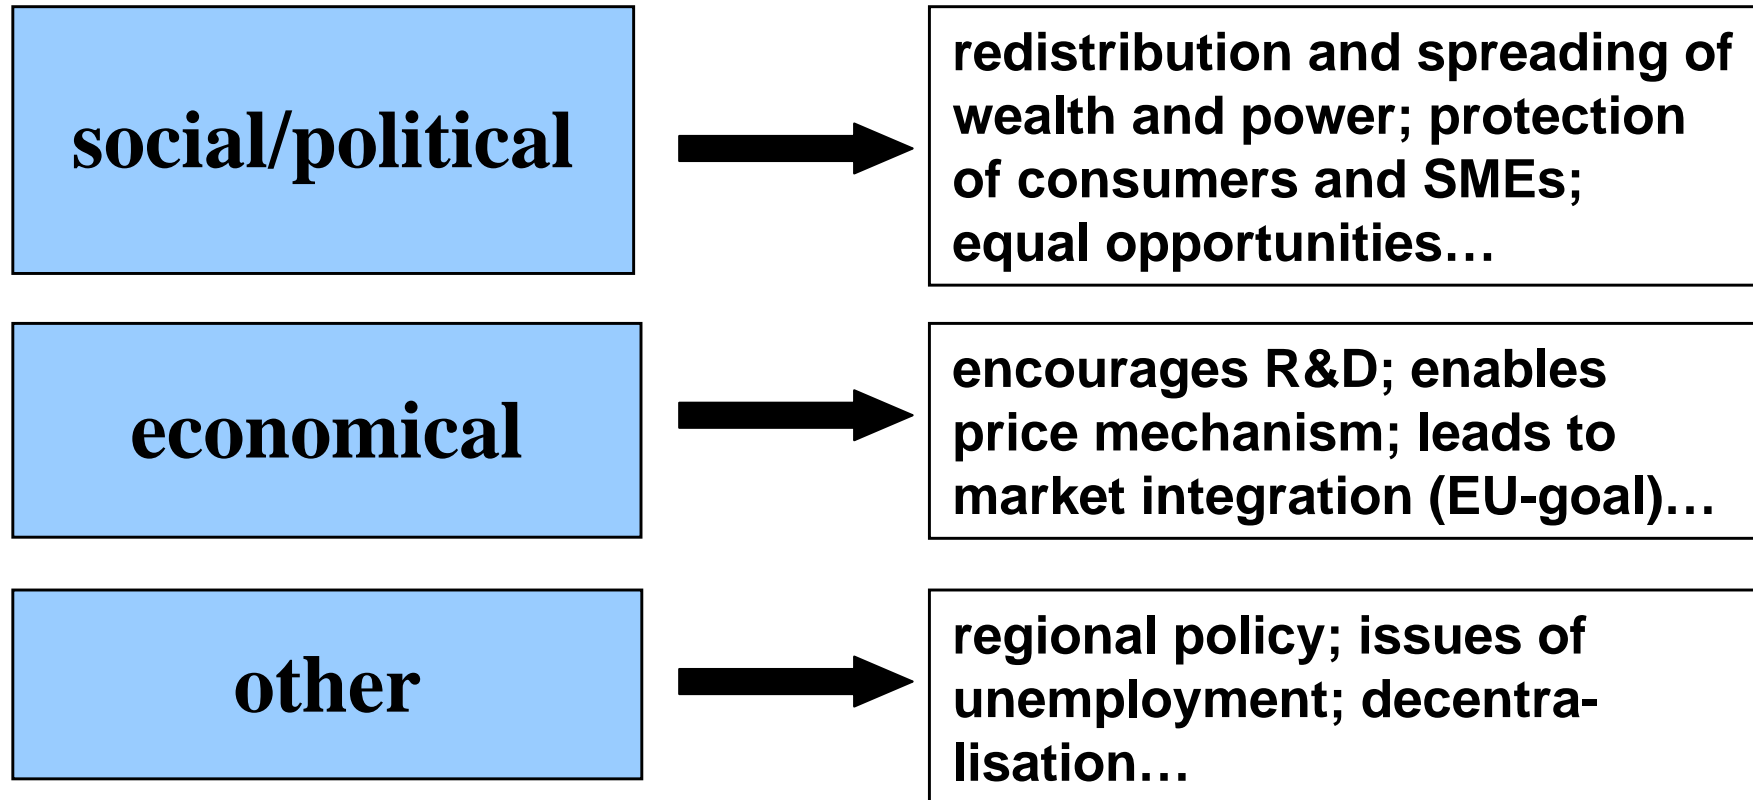 social/political
redistribution and spreading of
wealth and power; protection
of consumers and SMEs;
equal opportunities…
economical
encourages R&D; enables
price mechanism; leads to
market integration (EU-goal)…
other
regional policy; issues of
unemployment; decentra-
lisation…